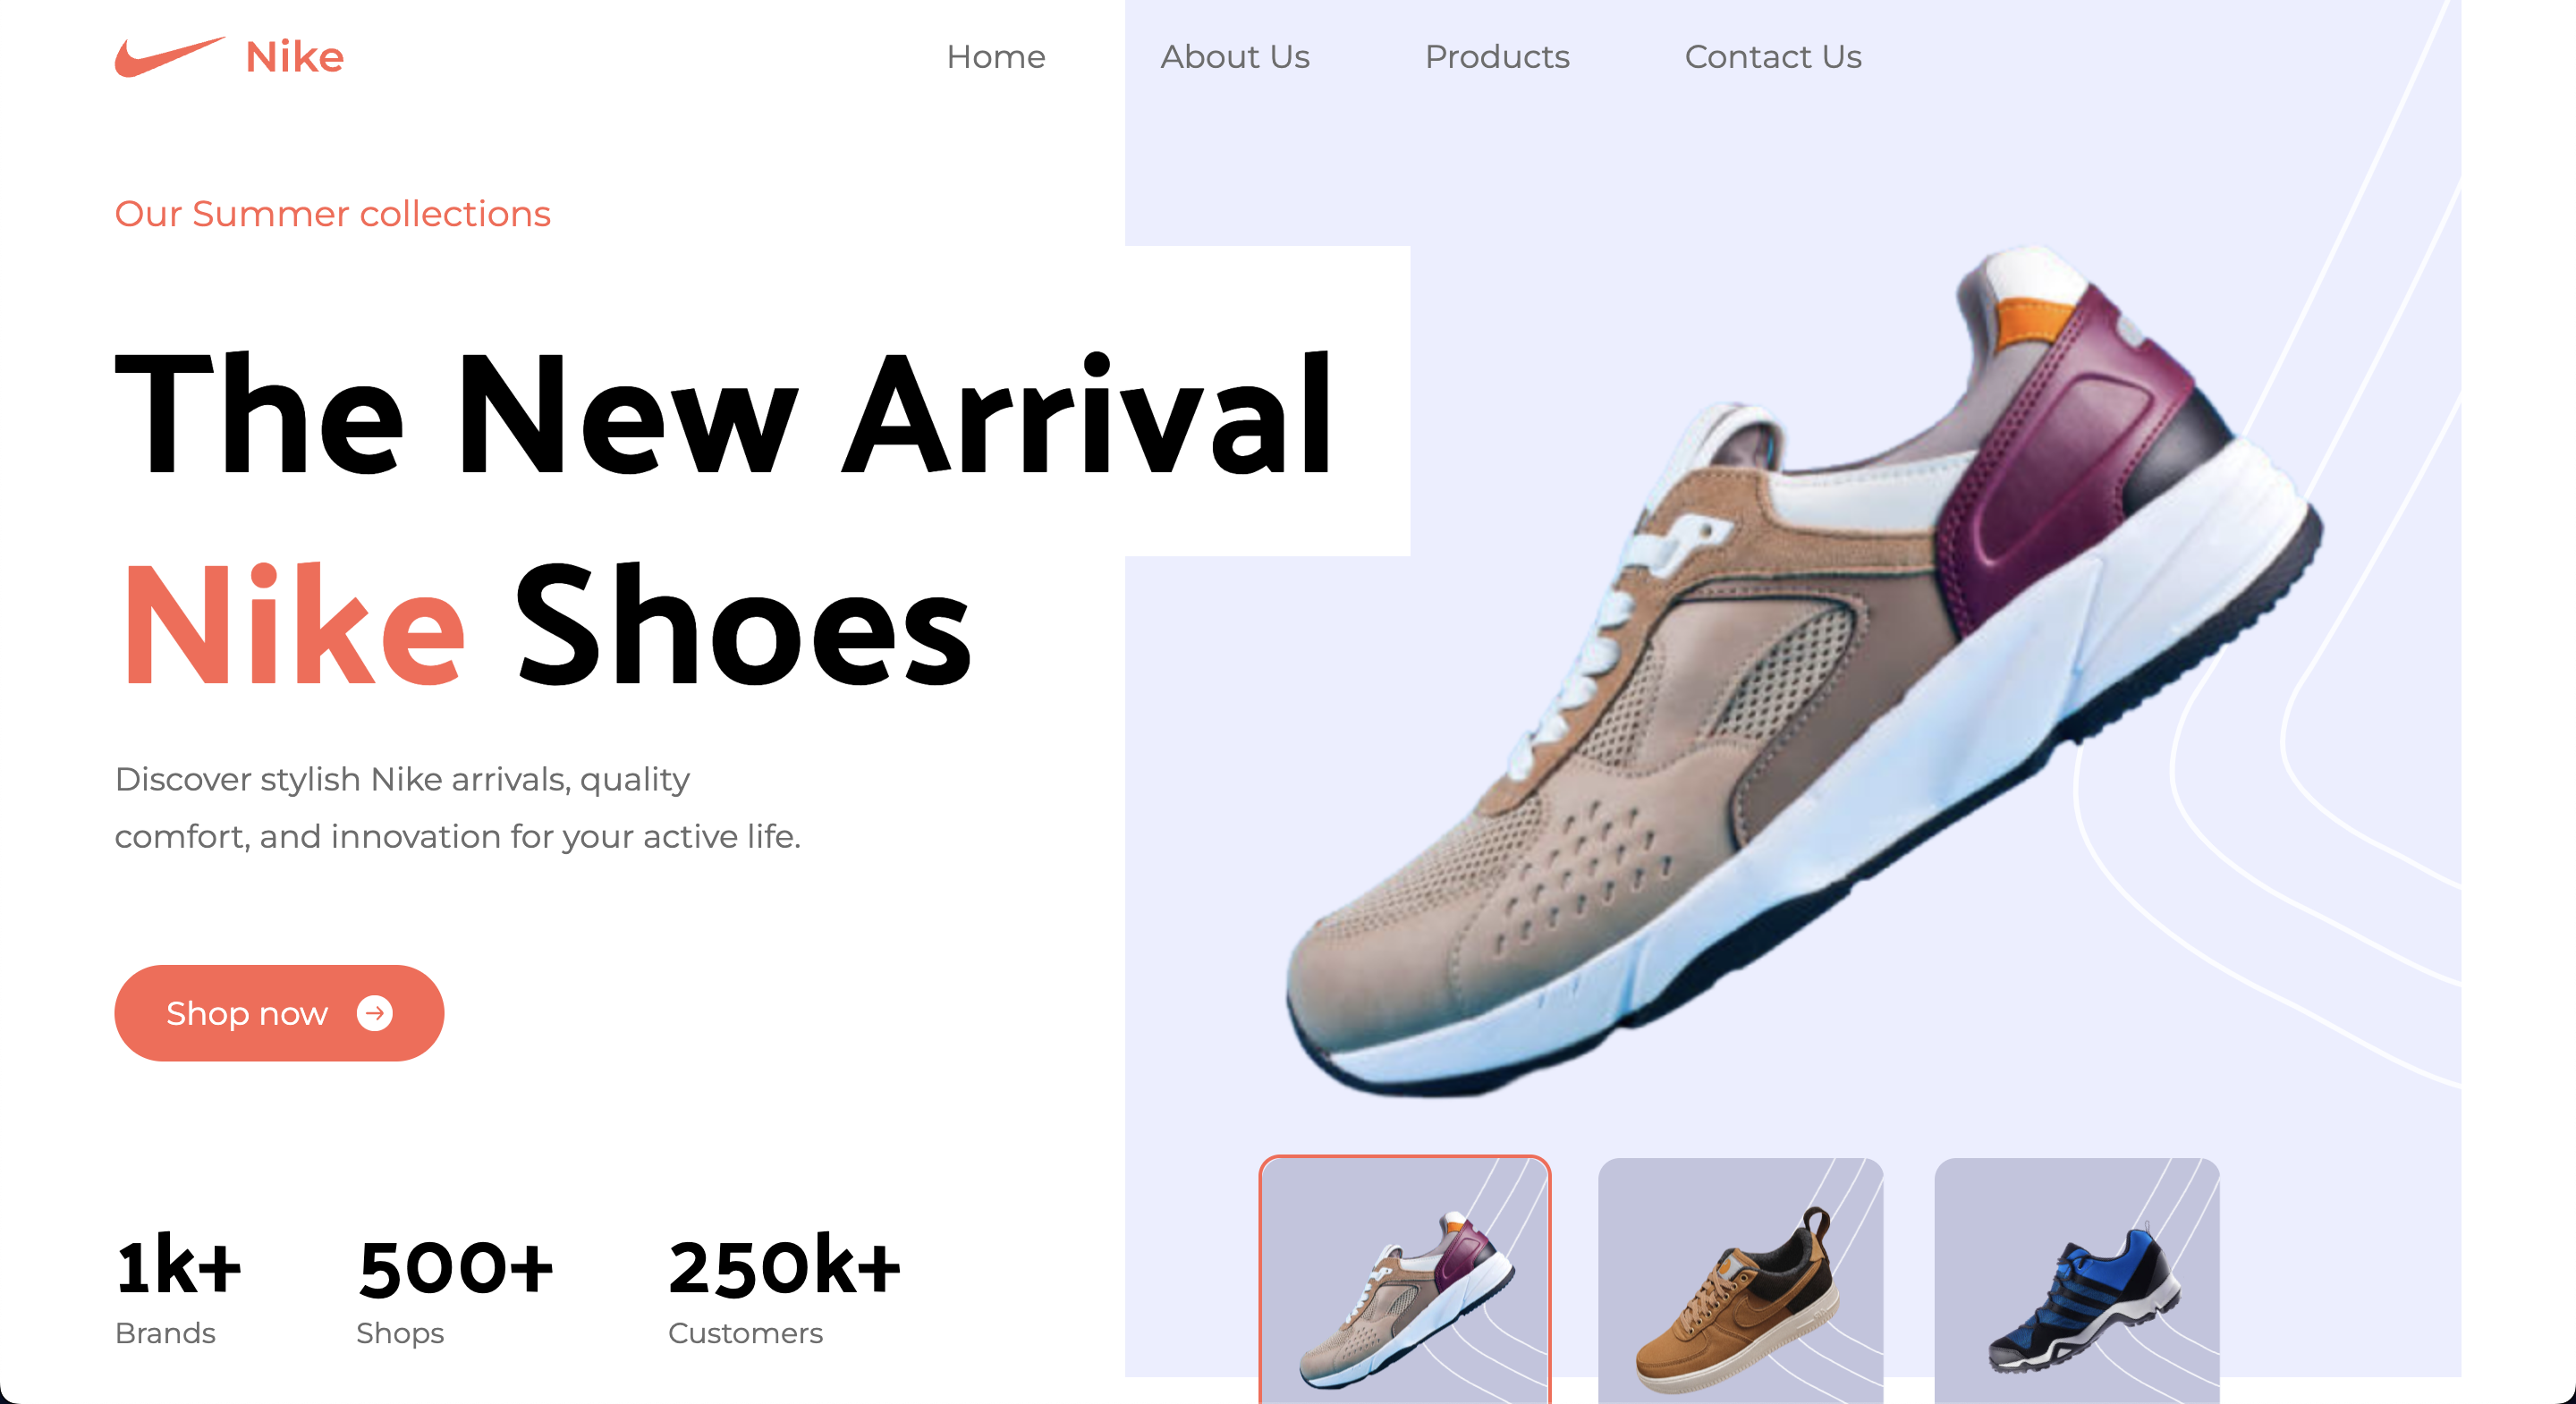 Nike
Home
About Us
Products
Contact Us
Our Summer collections
The New Arrival
Nike Shoes
Discover stylish Nike arrivals, quality
comfort, and innovation for your active life.
Shop now
1k+
Brands
500+
Shops
250k+
Customers